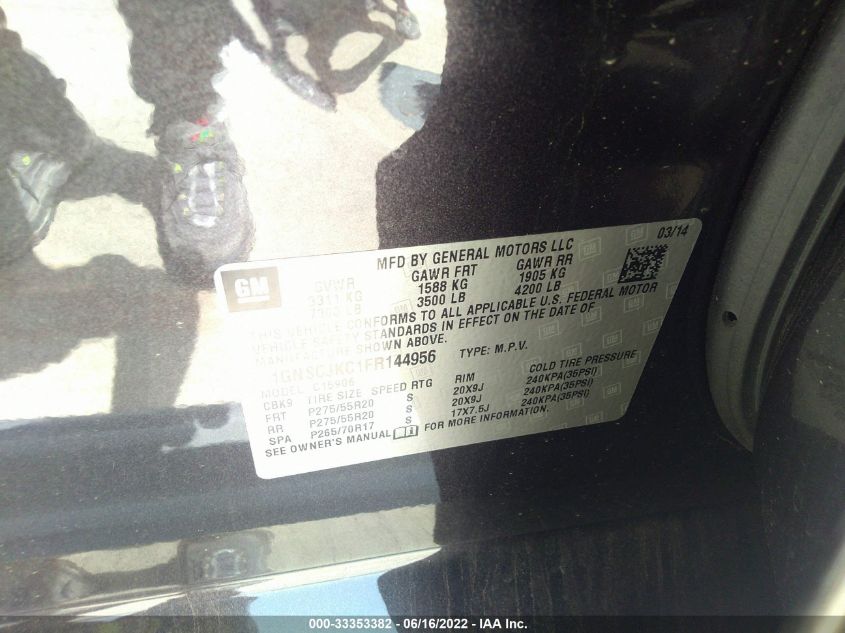 GM
MFD BY GENERAL MOTORS LLC 03/14
GVWR GAWR FRT GAWR RR
3311 KG 1588 KG 1905 KG
7300 LB 3500 LB 4200 LB
THIS VEHICLE CONFORMS TO ALL APPLICABLE U.S. FEDERAL MOTOR
VEHICLE SAFETY STANDARDS IN EFFECT ON THE DATE OF
MANUFACTURE SHOWN ABOVE.
1GNSCJKC1FR144956 TYPE: M.P.V.
MODEL: C15906
CBK9 TIRE SIZE SPEED RTG RIM COLD TIRE PRESSURE
FRT P275/55R20 S 20X9J 240KPA(35PSI)
RR P275/55R20 S 20X9J 240KPA(35PSI)
SPA P265/70R17 S 17X7.5J 240KPA(35PSI)
SEE OWNER'S MANUAL FOR MORE INFORMATION.
000-33353382 - 06/16/2022 - IAA Inc.